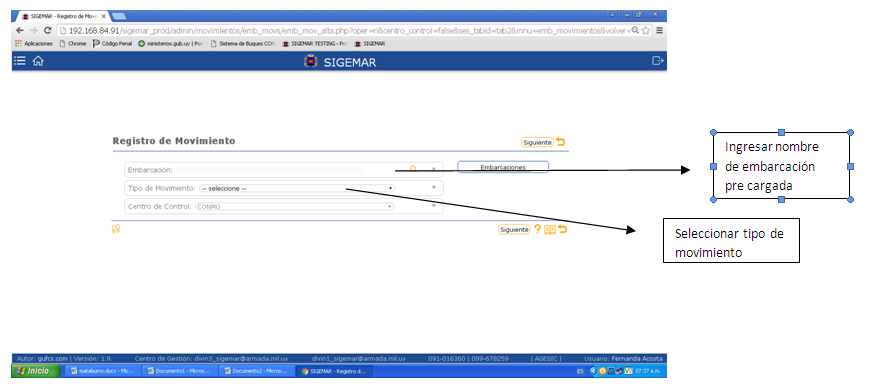 SIGEMAR - Registro de Movi
192.168.84.91/sigemar_prod/admin/movimientos/emb_movs/emb_mov_alta.php?oper=n&centro_control=false&ses_tabid=tab2&mnu=emb_movimientos&volver=
Aplicaciones Chrome Código Penal ministerios.gub.uy | Por Sistema de Buques CONT SIGEMAR TESTING - Pri SIGEMAR
SIGEMAR
Registro de Movimiento
Siguiente
Embarcación: *
Embarcaciones
Tipo de Movimiento: -- seleccione -- *
Centro de Control: CONMO *
Siguiente ?
Ingresar nombre
de embarcación
pre cargada
Seleccionar tipo de
movimiento
Autor: gufcs.com | Versión: 1.9. Centro de Gestión: divin3_sigemar@armada.mil.uy divin1_sigemar@armada.mil.uy 091-016360 | 099-678259 | AGESIC | Usuario: Fernanda Acosta
Inicio mataburro.docx - Mic... Documento1 - Micros... Documento2 - Micros... SIGEMAR - Registro d... ES 07:37 a.m.